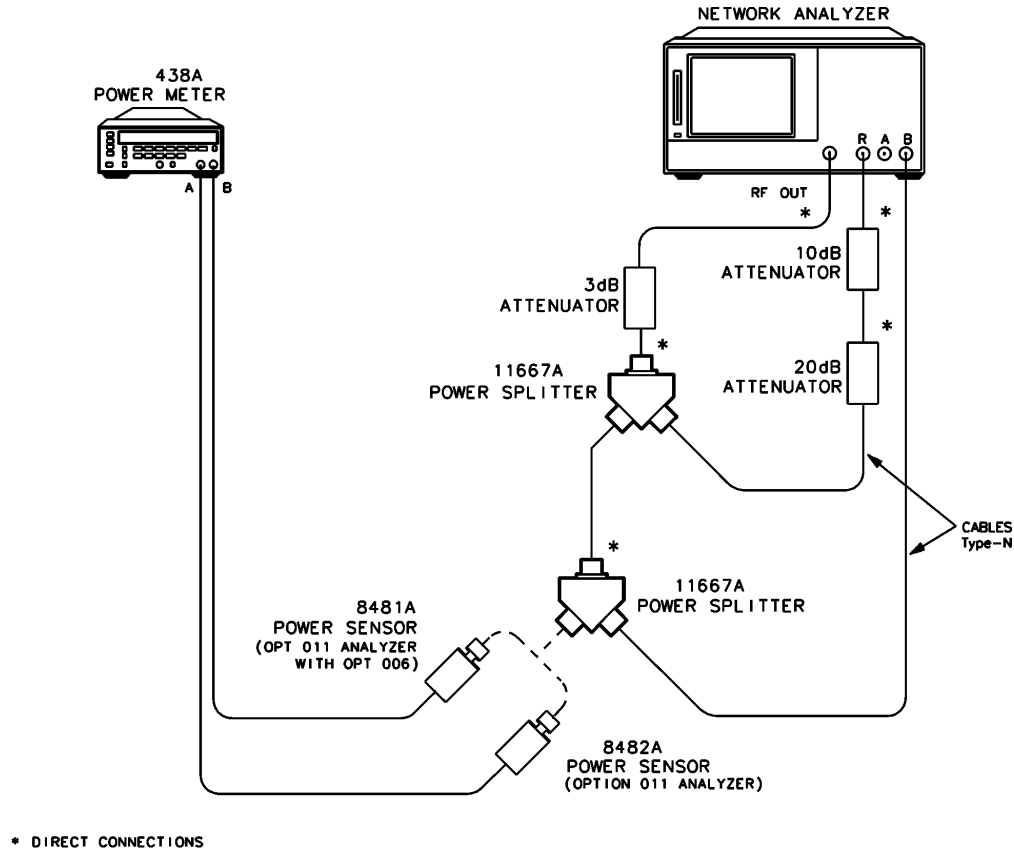 NETWORK ANALYZER
438A
POWER METER
A
B
R
A
B
RF OUT
*
*
10dB
ATTENUATOR
3dB
ATTENUATOR
*
*
20dB
ATTENUATOR
11667A
POWER SPLITTER
CABLES
Type-N
*
11667A
POWER SPLITTER
8481A
POWER SENSOR
(OPT 011 ANALYZER
WITH OPT 006)
8482A
POWER SENSOR
(OPTION 011 ANALYZER)
* DIRECT CONNECTIONS